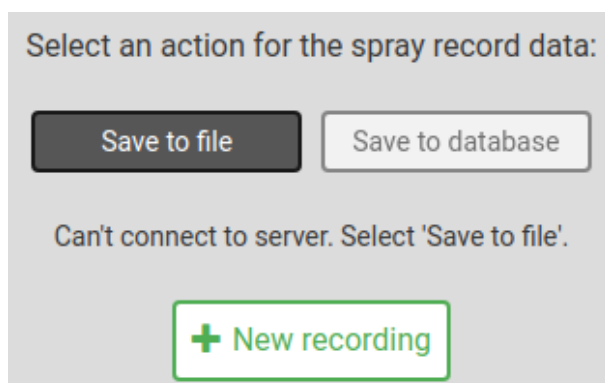 Select an action for the spray record data:
Save to file Save to database
Can't connect to server. Select 'Save to file'.
+ New recording